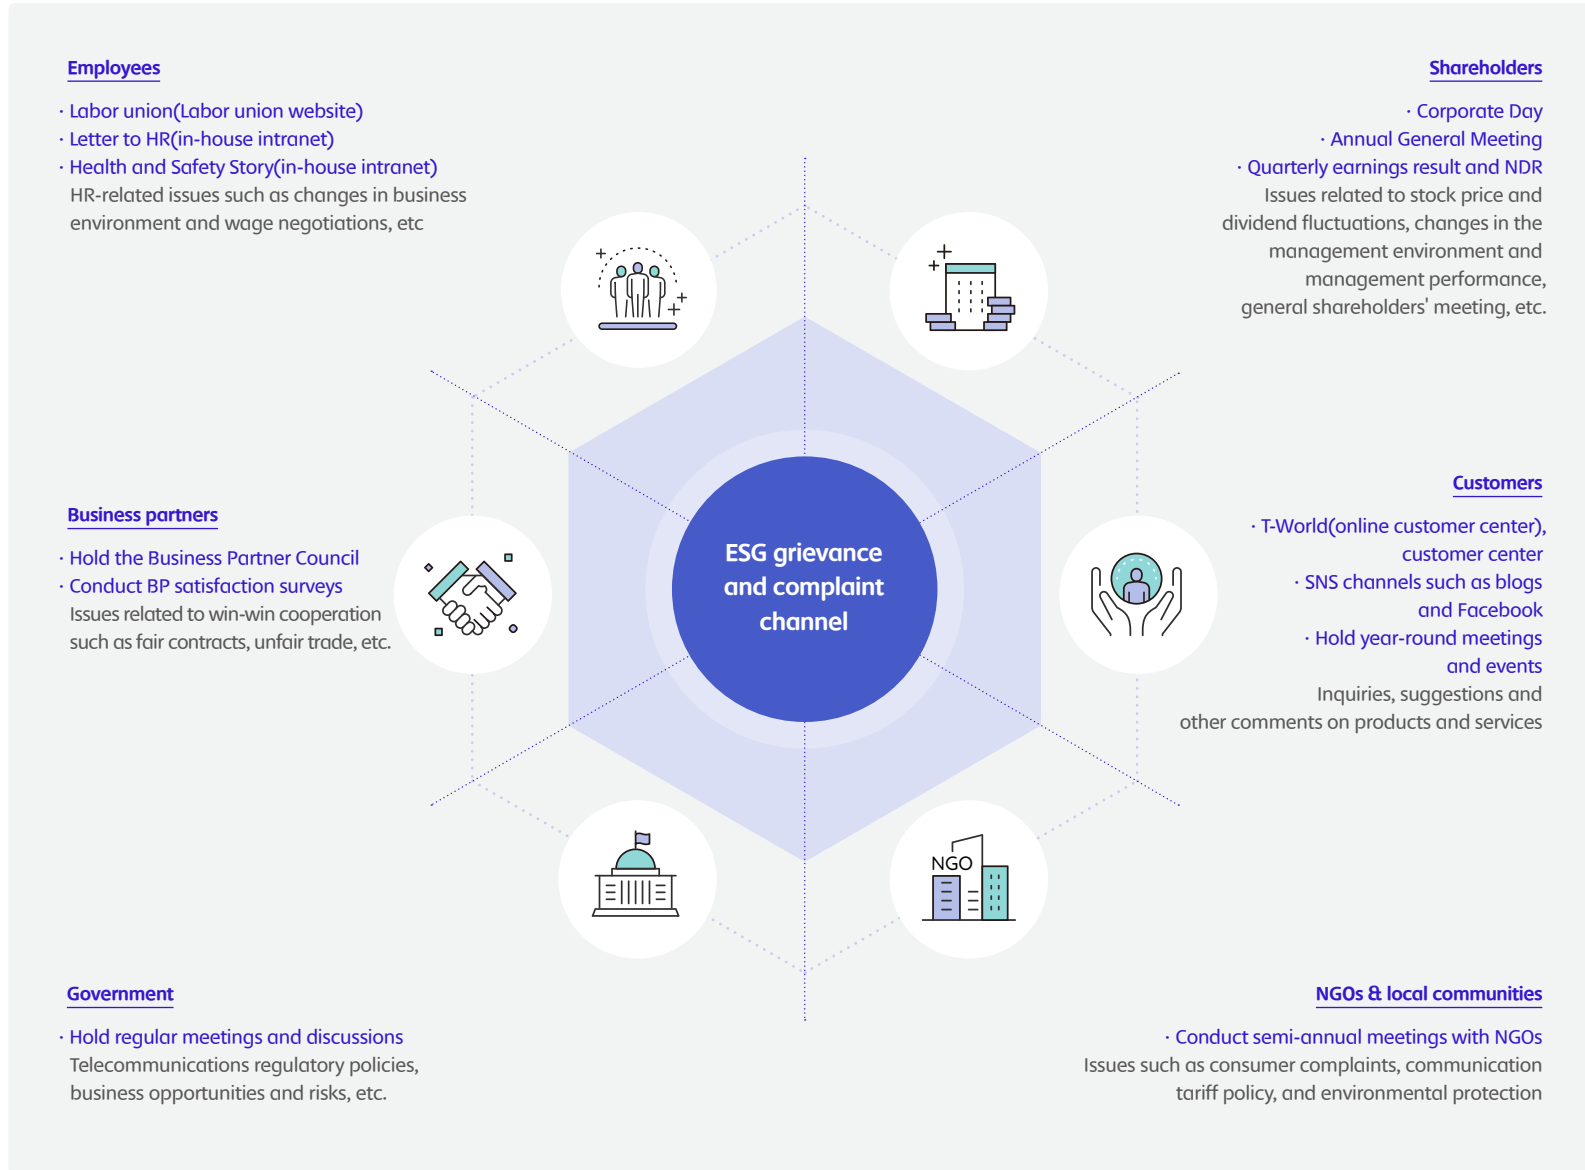 Employees
· Labor union(Labor union website)
· Letter to HR(in-house intranet)
· Health and Safety Story(in-house intranet)
HR-related issues such as changes in business
environment and wage negotiations, etc
Shareholders
· Corporate Day
· Annual General Meeting
· Quarterly earnings result and NDR
Issues related to stock price and
dividend fluctuations, changes in the
management environment and
management performance,
general shareholders' meeting, etc.
Business partners
· Hold the Business Partner Council
· Conduct BP satisfaction surveys
Issues related to win-win cooperation
such as fair contracts, unfair trade, etc.
ESG grievance
and complaint
channel
Customers
· T-World(online customer center),
customer center
· SNS channels such as blogs
and Facebook
· Hold year-round meetings
and events
Inquiries, suggestions and
other comments on products and services
NGO
Government
· Hold regular meetings and discussions
Telecommunications regulatory policies,
business opportunities and risks, etc.
NGOs & local communities
· Conduct semi-annual meetings with NGOs
Issues such as consumer complaints, communication
tariff policy, and environmental protection